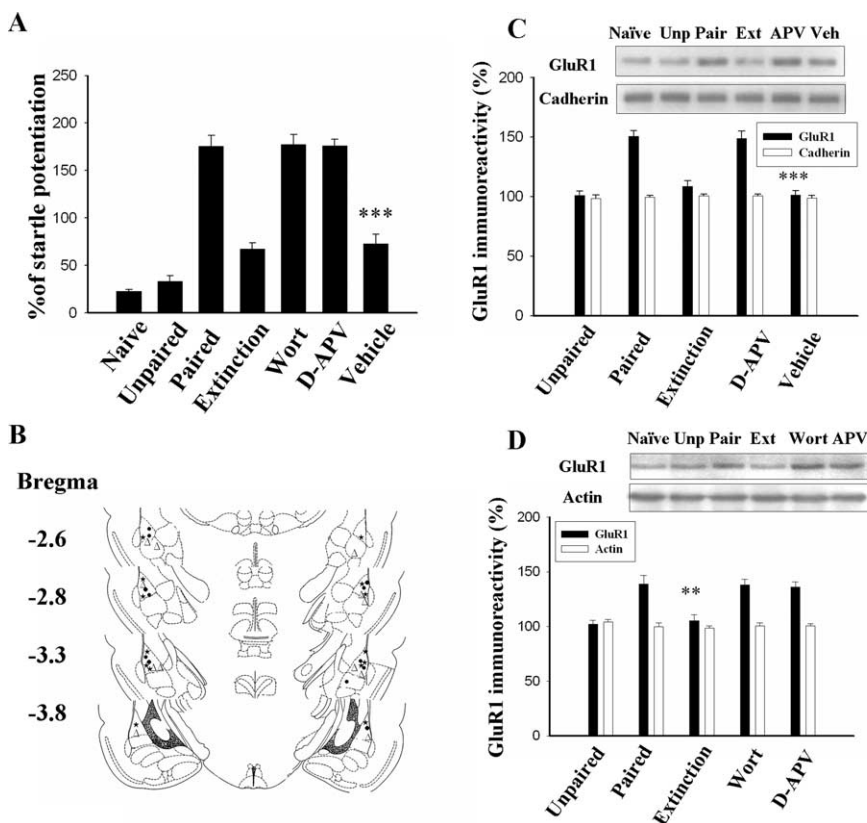 A
% of startle potentiation
250
200
150
100
50
0
Naive
Unpaired
Paired
Extinction
Wort
D-APV
Vehicle
***
B
Bregma
-2.6
-2.8
-3.3
-3.8
C
Naïve Unp Pair Ext APV Veh
GluR1
Cadherin
GluR1 immunoreactivity (%)
200
150
100
50
0
GluR1
Cadherin
***
Unpaired
Paired
Extinction
D-APV
Vehicle
D
Naïve Unp Pair Ext Wort APV
GluR1
Actin
GluR1 immunoreactivity (%)
200
150
100
50
0
GluR1
Actin
**
Unpaired
Paired
Extinction
Wort
D-APV